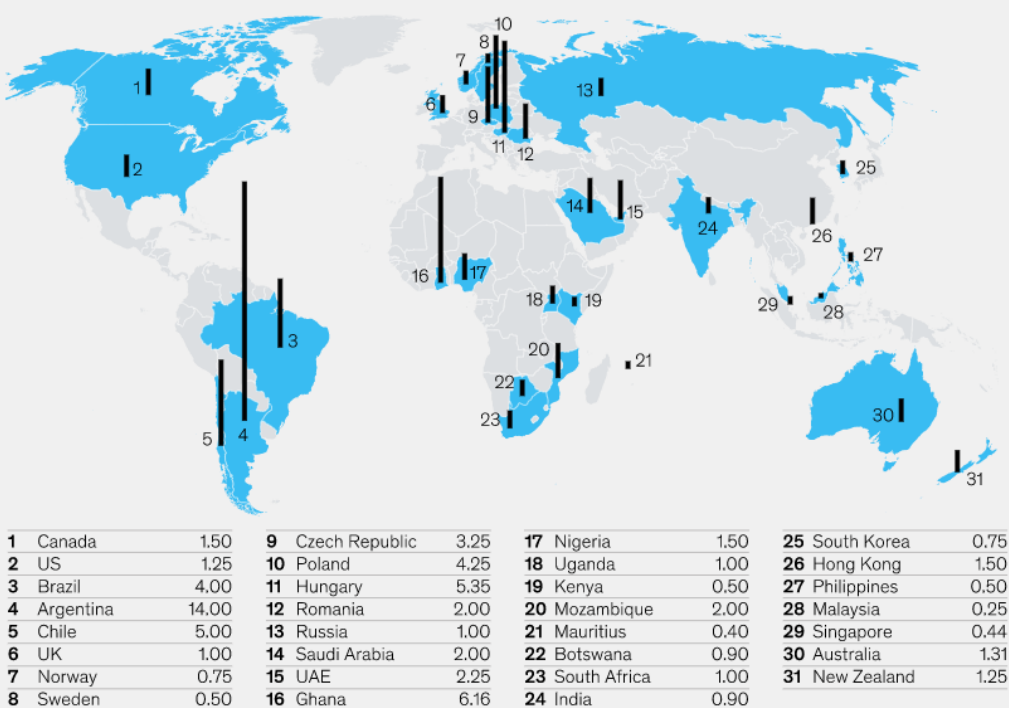 10
8
7
1
13
6
9
11
12
2
25
14
15
24
26
16
17
27
18
19
29
28
3
20
21
22
23
30
5
4
31
1 Canada 1.50
2 US 1.25
3 Brazil 4.00
4 Argentina 14.00
5 Chile 5.00
6 UK 1.00
7 Norway 0.75
8 Sweden 0.50
9 Czech Republic 3.25
10 Poland 4.25
11 Hungary 5.35
12 Romania 2.00
13 Russia 1.00
14 Saudi Arabia 2.00
15 UAE 2.25
16 Ghana 6.16
17 Nigeria 1.50
18 Uganda 1.00
19 Kenya 0.50
20 Mozambique 2.00
21 Mauritius 0.40
22 Botswana 0.90
23 South Africa 1.00
24 India 0.90
25 South Korea 0.75
26 Hong Kong 1.50
27 Philippines 0.50
28 Malaysia 0.25
29 Singapore 0.44
30 Australia 1.31
31 New Zealand 1.25